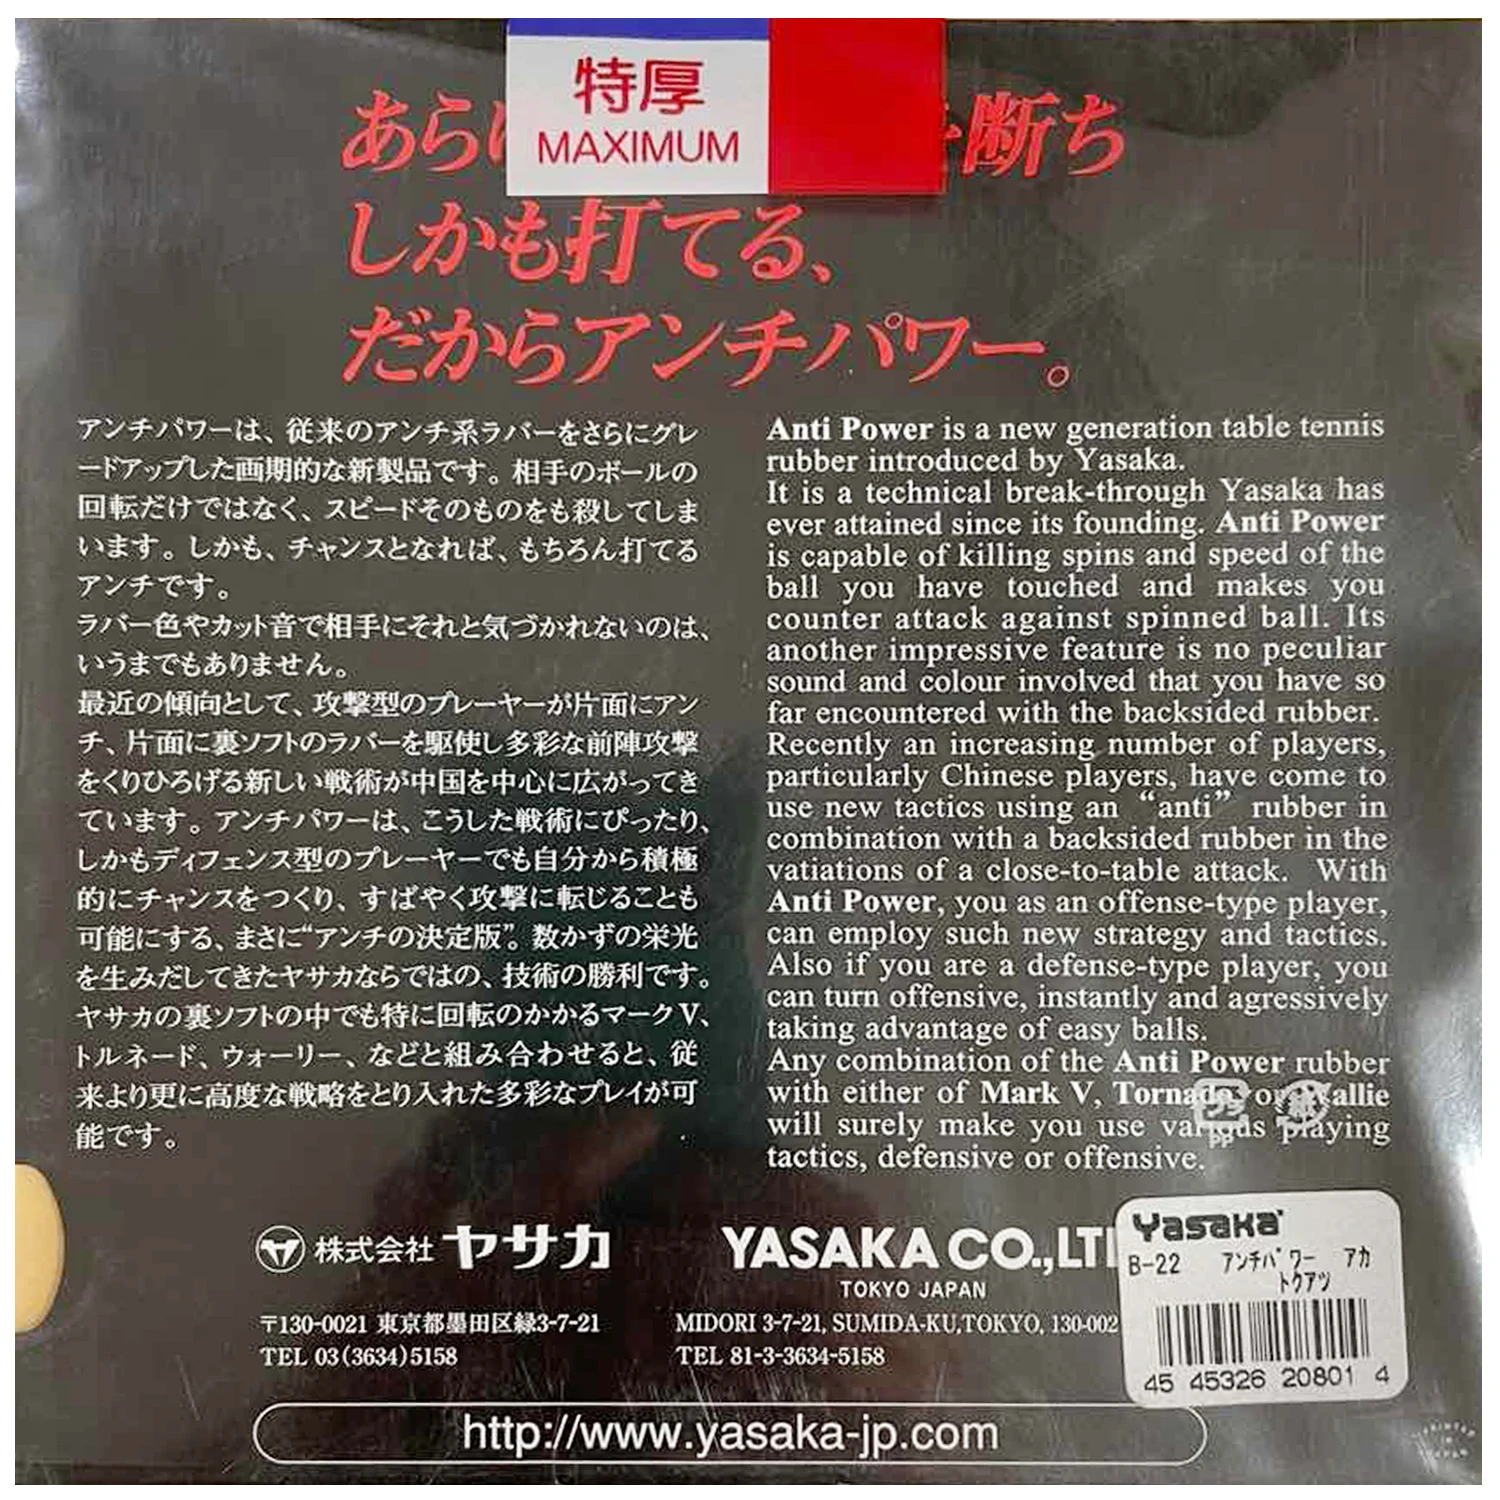 特厚
MAXIMUM
あら
断ち
しかも打てる、
だからアンチパワー。
アンチパワーは、従来のアンチ系ラバーをさらにグレ
ードアップした画期的な新製品です。相手のボールの
回転だけではなく、スピードそのものをも殺してしま
います。しかも、チャンスとなれば、もちろん打てる
アンチです。
ラバー色やカット音で相手にそれと気づかれないのは、
いうまでもありません。
最近の傾向として、攻撃型のプレーヤーが片面にアン
チ、片面に裏ソフトのラバーを駆使し多彩な前陣攻撃
をくりひろげる新しい戦術が中国を中心に広がってき
ています。アンチパワーは、こうした戦術にぴったり、
しかもディフェンス型のプレーヤーでも自分から積極
的にチャンスをつくり、すばやく攻撃に転じることも
可能にする、まさに“アンチの決定版”。数かずの栄光
を生みだしてきたヤサカならではの、技術の勝利です。
ヤサカの裏ソフトの中でも特に回転のかかるマークV、
トルネード、ウォーリー、などと組み合わせると、従
来より更に高度な戦略をとり入れた多彩なプレイが可
能です。
Anti Power is a new generation table tennis
rubber introduced by Yasaka.
It is a technical break-through Yasaka has
ever attained since its founding. Anti Power
is capable of killing spins and speed of the
ball you have touched and makes you
counter attack against spinned ball. Its
another impressive feature is no peculiar
sound and colour involved that you have so
far encountered with the backsided rubber.
Recently an increasing number of players,
particularly Chinese players, have come to
use new tactics using an “anti” rubber in
combination with a backsided rubber in the
vatiations of a close-to-table attack. With
Anti Power, you as an offense-type player,
can employ such new strategy and tactics.
Also if you are a defense-type player, you
can turn offensive, instantly and agressively
taking advantage of easy balls.
Any combination of the Anti Power rubber
with either of Mark V, Tornado or Wallie
will surely make you use various playing
tactics, defensive or offensive.
プラ 紙
PP
株式会社 ヤサカ
〒130-0021 東京都墨田区緑3-7-21
TEL 03(3634)5158
YASAKA CO.,LT
TOKYO JAPAN
MIDORI 3-7-21, SUMIDA-KU,TOKYO, 130-002
TEL 81-3-3634-5158
Yasaka
B-22 アンチパワー アカ
トクアツ
45 45326 20801 4
http://www.yasaka-jp.com